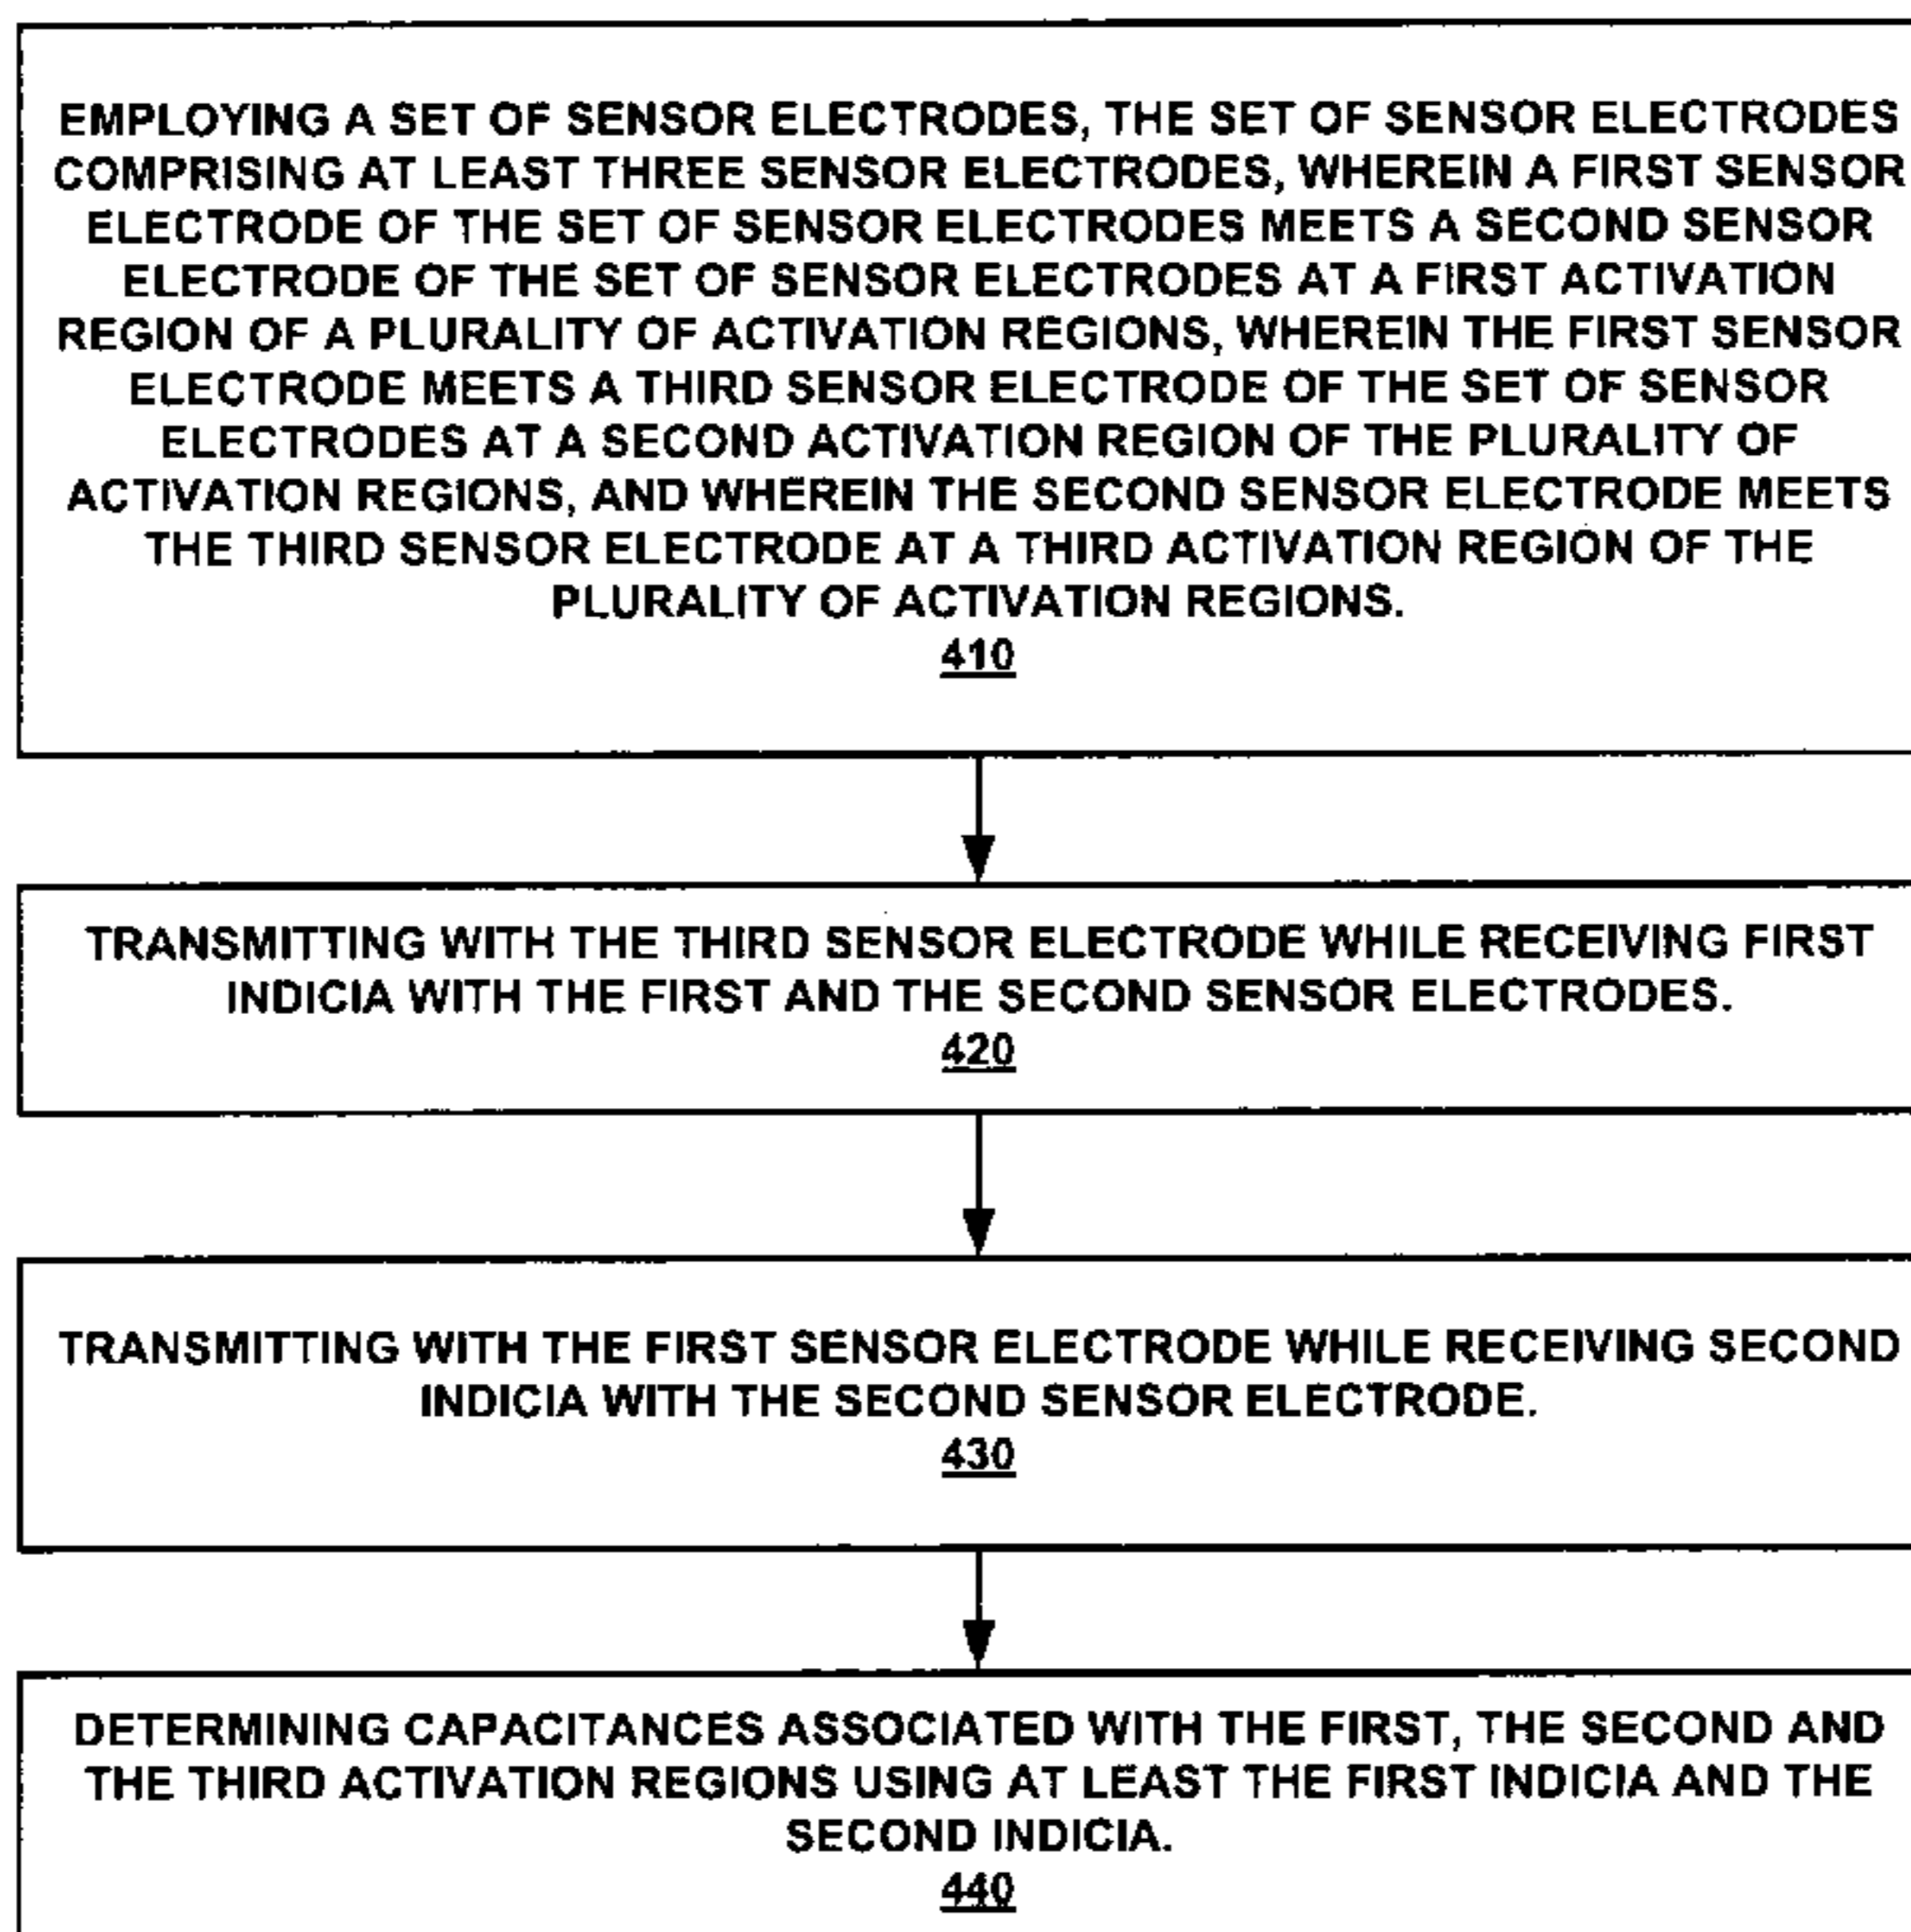 EMPLOYING A SET OF SENSOR ELECTRODES, THE SET OF SENSOR ELECTRODES
COMPRISING AT LEAST THREE SENSOR ELECTRODES, WHEREIN A FIRST SENSOR
ELECTRODE OF THE SET OF SENSOR ELECTRODES MEETS A SECOND SENSOR
ELECTRODE OF THE SET OF SENSOR ELECTRODES AT A FIRST ACTIVATION
REGION OF A PLURALITY OF ACTIVATION REGIONS, WHEREIN THE FIRST SENSOR
ELECTRODE MEETS A THIRD SENSOR ELECTRODE OF THE SET OF SENSOR
ELECTRODES AT A SECOND ACTIVATION REGION OF THE PLURALITY OF
ACTIVATION REGIONS, AND WHEREIN THE SECOND SENSOR ELECTRODE MEETS
THE THIRD SENSOR ELECTRODE AT A THIRD ACTIVATION REGION OF THE
PLURALITY OF ACTIVATION REGIONS.
410
TRANSMITTING WITH THE THIRD SENSOR ELECTRODE WHILE RECEIVING FIRST
INDICIA WITH THE FIRST AND THE SECOND SENSOR ELECTRODES.
420
TRANSMITTING WITH THE FIRST SENSOR ELECTRODE WHILE RECEIVING SECOND
INDICIA WITH THE SECOND SENSOR ELECTRODE.
430
DETERMINING CAPACITANCES ASSOCIATED WITH THE FIRST, THE SECOND AND
THE THIRD ACTIVATION REGIONS USING AT LEAST THE FIRST INDICIA AND THE
SECOND INDICIA.
440